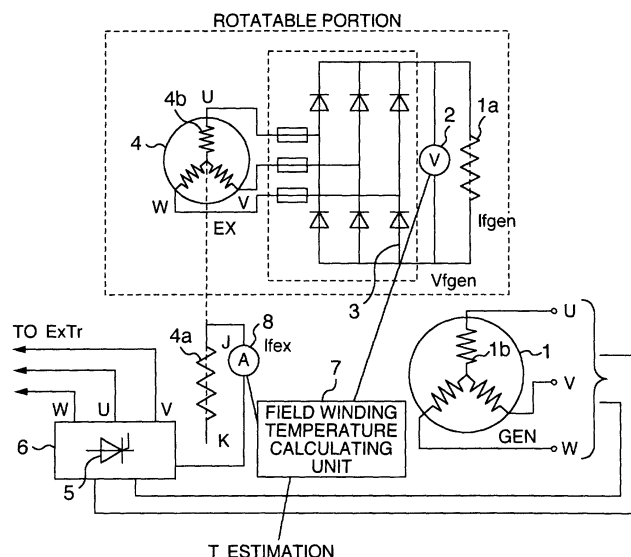 ROTATABLE PORTION
U
4b
4
W
V
EX
2
V
1a
Ifgen
Vfgen
3
TO ExTr
W
U
V
6
5
4a
J
K
8
A
Ifex
7
FIELD WINDING
TEMPERATURE
CALCULATING
UNIT
T ESTIMATION
1b
1
GEN
U
V
W